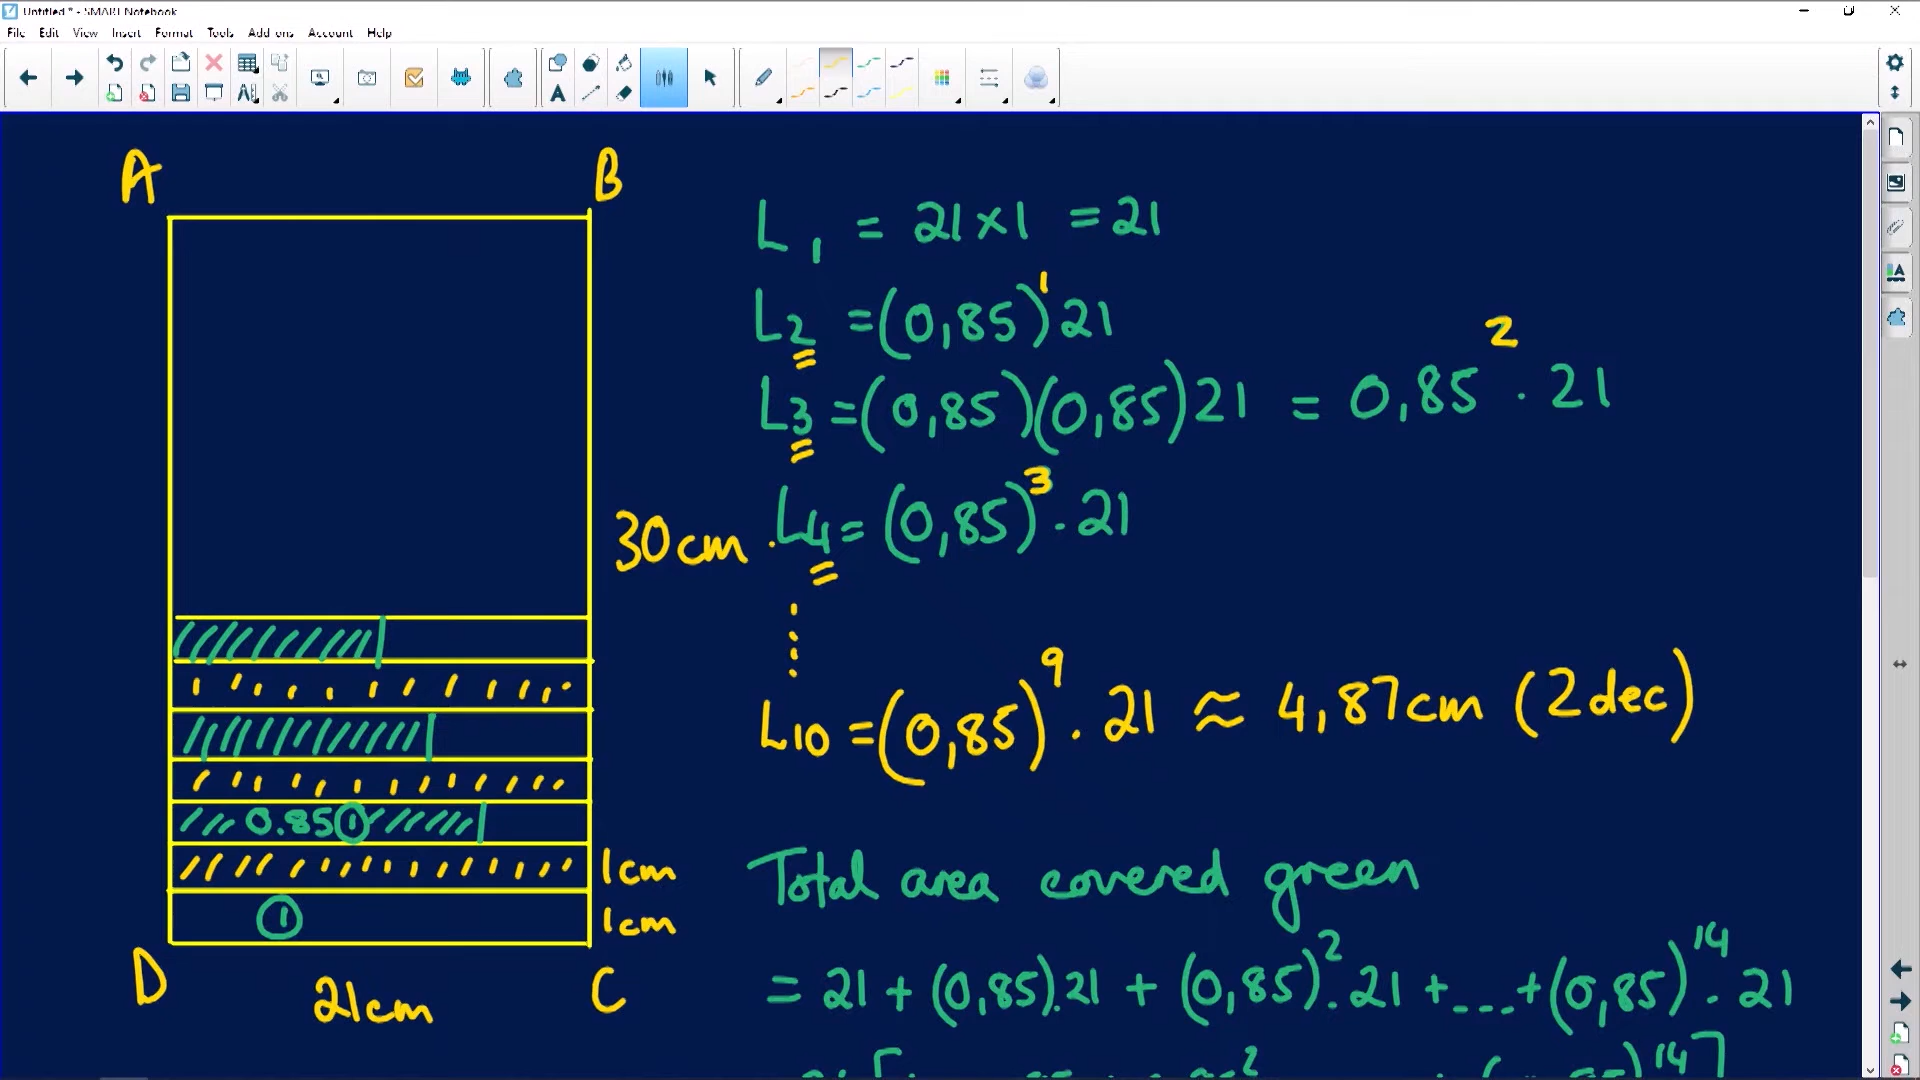 Untitled * - SMART Notebook
File Edit View Insert Format Tools Add-ons Account Help
A
B
L1 = 21 × 1 = 21
L2 = (0,85)^1 21
L3 = (0,85)(0,85)21 = 0,85^2 · 21
30cm
L4 = (0,85)^3 · 21
L10 = (0,85)^9 · 21 ≈ 4,87cm (2dec)
0.85①
1cm
①
1cm
D
21cm
C
Total area covered green
= 21 + (0,85).21 + (0,85)^2 . 21 + .... + (0,85)^14 · 21